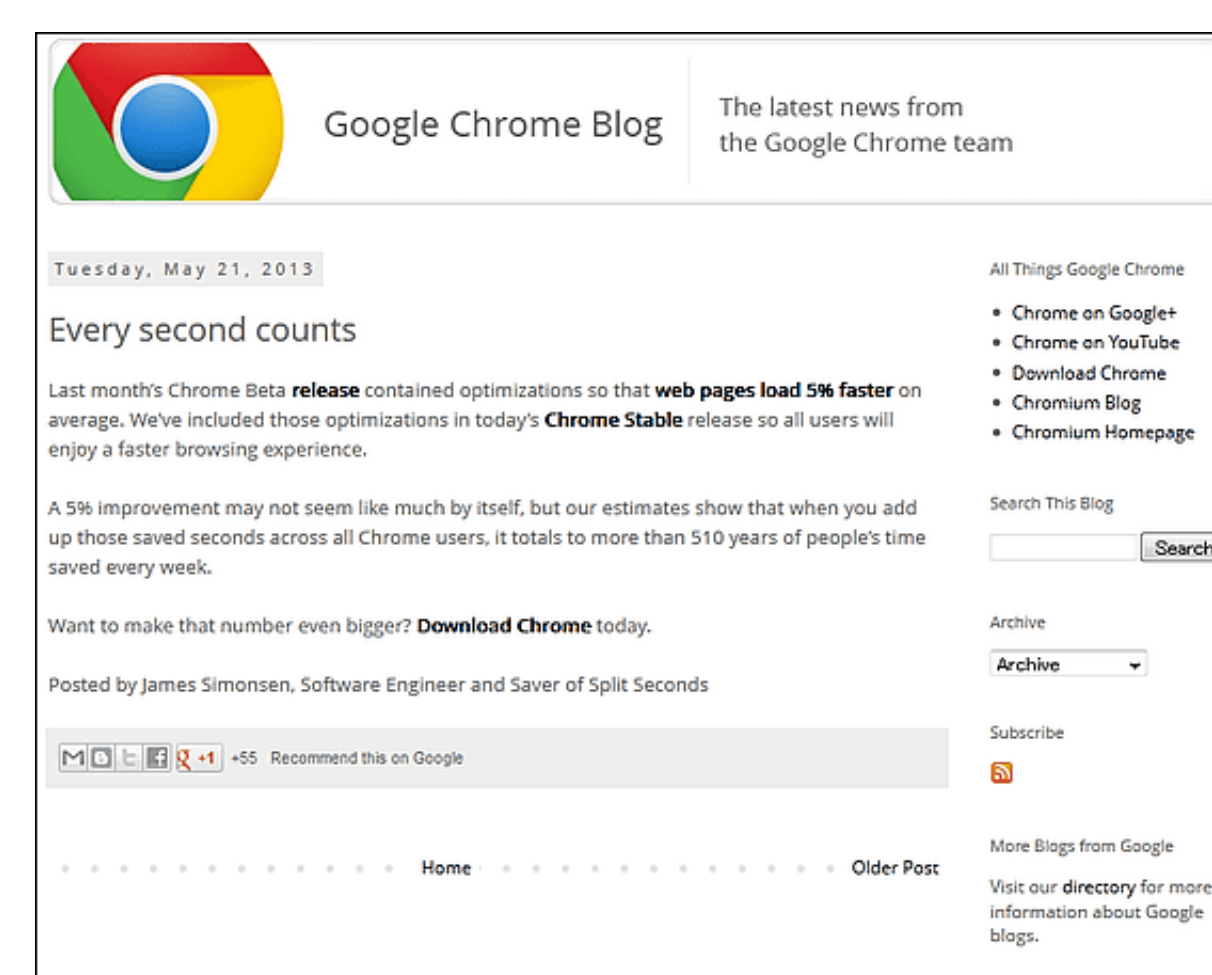 Google Chrome Blog
The latest news from
the Google Chrome team
Tuesday, May 21, 2013
Every second counts
Last month's Chrome Beta release contained optimizations so that web pages load 5% faster on
average. We've included those optimizations in today's Chrome Stable release so all users will
enjoy a faster browsing experience.
A 5% improvement may not seem like much by itself, but our estimates show that when you add
up those saved seconds across all Chrome users, it totals to more than 510 years of people's time
saved every week.
Want to make that number even bigger? Download Chrome today.
Posted by James Simonsen, Software Engineer and Saver of Split Seconds
+1 +55 Recommend this on Google
Home
Older Post
All Things Google Chrome
Chrome on Google+
Chrome on YouTube
Download Chrome
Chromium Blog
Chromium Homepage
Search This Blog
Search
Archive
Archive
Subscribe
More Blogs from Google
Visit our directory for more
information about Google
blogs.